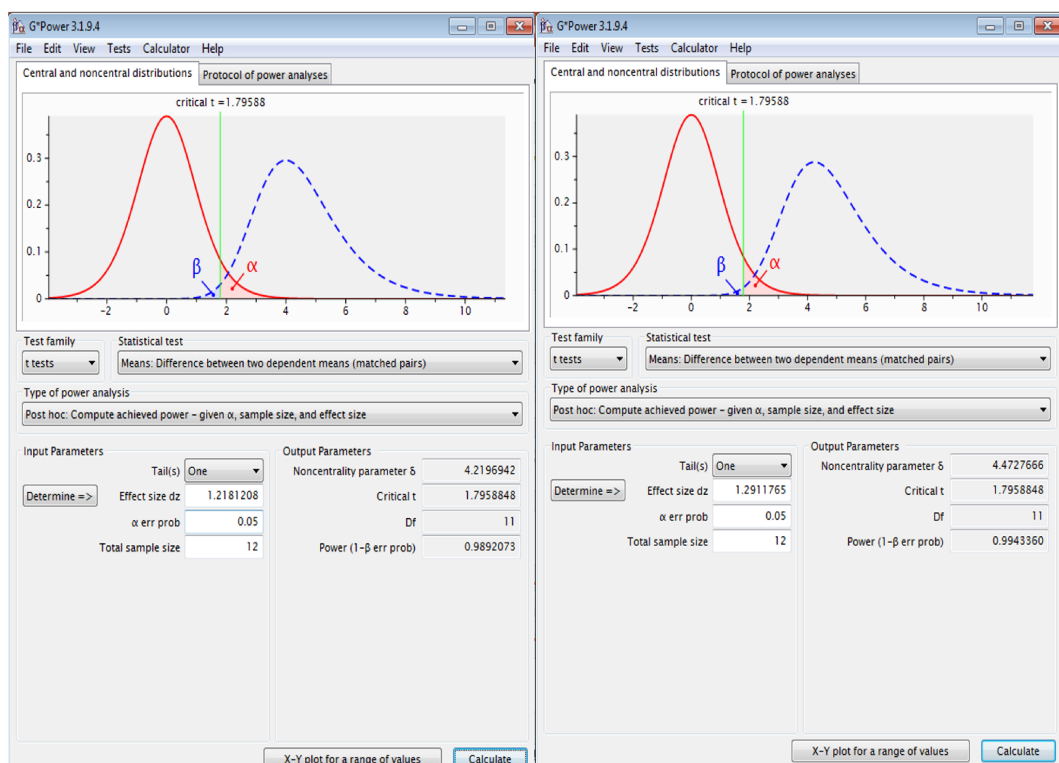 G*Power 3.1.9.4
File Edit View Tests Calculator Help
Central and noncentral distributions Protocol of power analyses
critical t = 1.79588
0.3
0.2
0.1
0
β
α
-2 0 2 4 6 8 10
Test family Statistical test
t tests Means: Difference between two dependent means (matched pairs)
Type of power analysis
Post hoc: Compute achieved power – given α, sample size, and effect size
Input Parameters Output Parameters
Tail(s) One Noncentrality parameter δ 4.2196942
Determine => Effect size dz 1.2181208 Critical t 1.7958848
α err prob 0.05 Df 11
Total sample size 12 Power (1-β err prob) 0.9892073
X-Y plot for a range of values Calculate
G*Power 3.1.9.4
File Edit View Tests Calculator Help
Central and noncentral distributions Protocol of power analyses
critical t = 1.79588
0.3
0.2
0.1
0
β
α
-2 0 2 4 6 8 10
Test family Statistical test
t tests Means: Difference between two dependent means (matched pairs)
Type of power analysis
Post hoc: Compute achieved power – given α, sample size, and effect size
Input Parameters Output Parameters
Tail(s) One Noncentrality parameter δ 4.4727666
Determine => Effect size dz 1.2911765 Critical t 1.7958848
α err prob 0.05 Df 11
Total sample size 12 Power (1-β err prob) 0.9943360
X-Y plot for a range of values Calculate